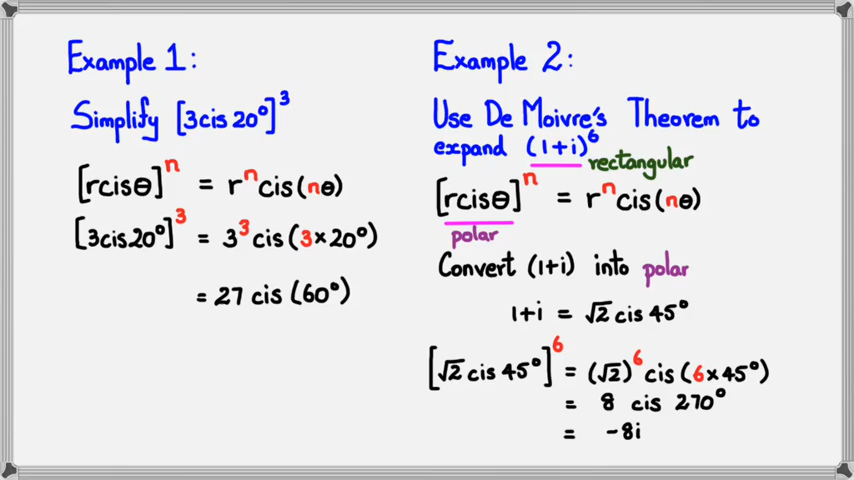 Example 1:
Simplify [3cis 20°]³
[rcisθ]ⁿ = rⁿcis(nθ)
[3cis20°]³ = 3³cis(3×20°)
= 27 cis (60°)
Example 2:
Use De Moivre's Theorem to
expand (1+i)⁶
rectangular
[rcisθ]ⁿ = rⁿcis(nθ)
polar
Convert (1+i) into polar
1+i = √2 cis 45°
[√2 cis 45°]⁶ = (√2)⁶ cis (6×45°)
= 8 cis 270°
= -8i